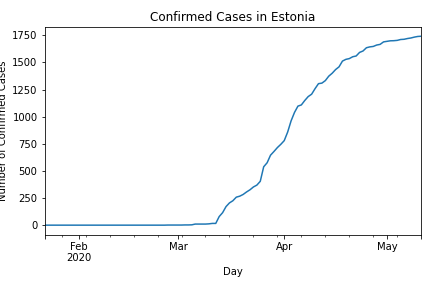 Confirmed Cases in Estonia
Number of Confirmed Cases
1750
1500
1250
1000
750
500
250
0
Feb
2020
Mar
Apr
May
Day